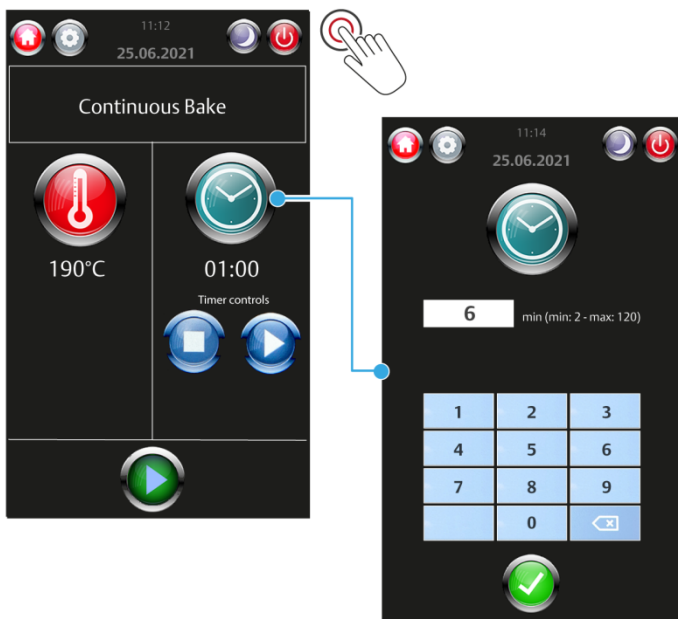 11:12
25.06.2021
Continuous Bake
190°C
01:00
Timer controls
11:14
25.06.2021
6 min (min: 2 - max: 120)
1 2 3
4 5 6
7 8 9
0